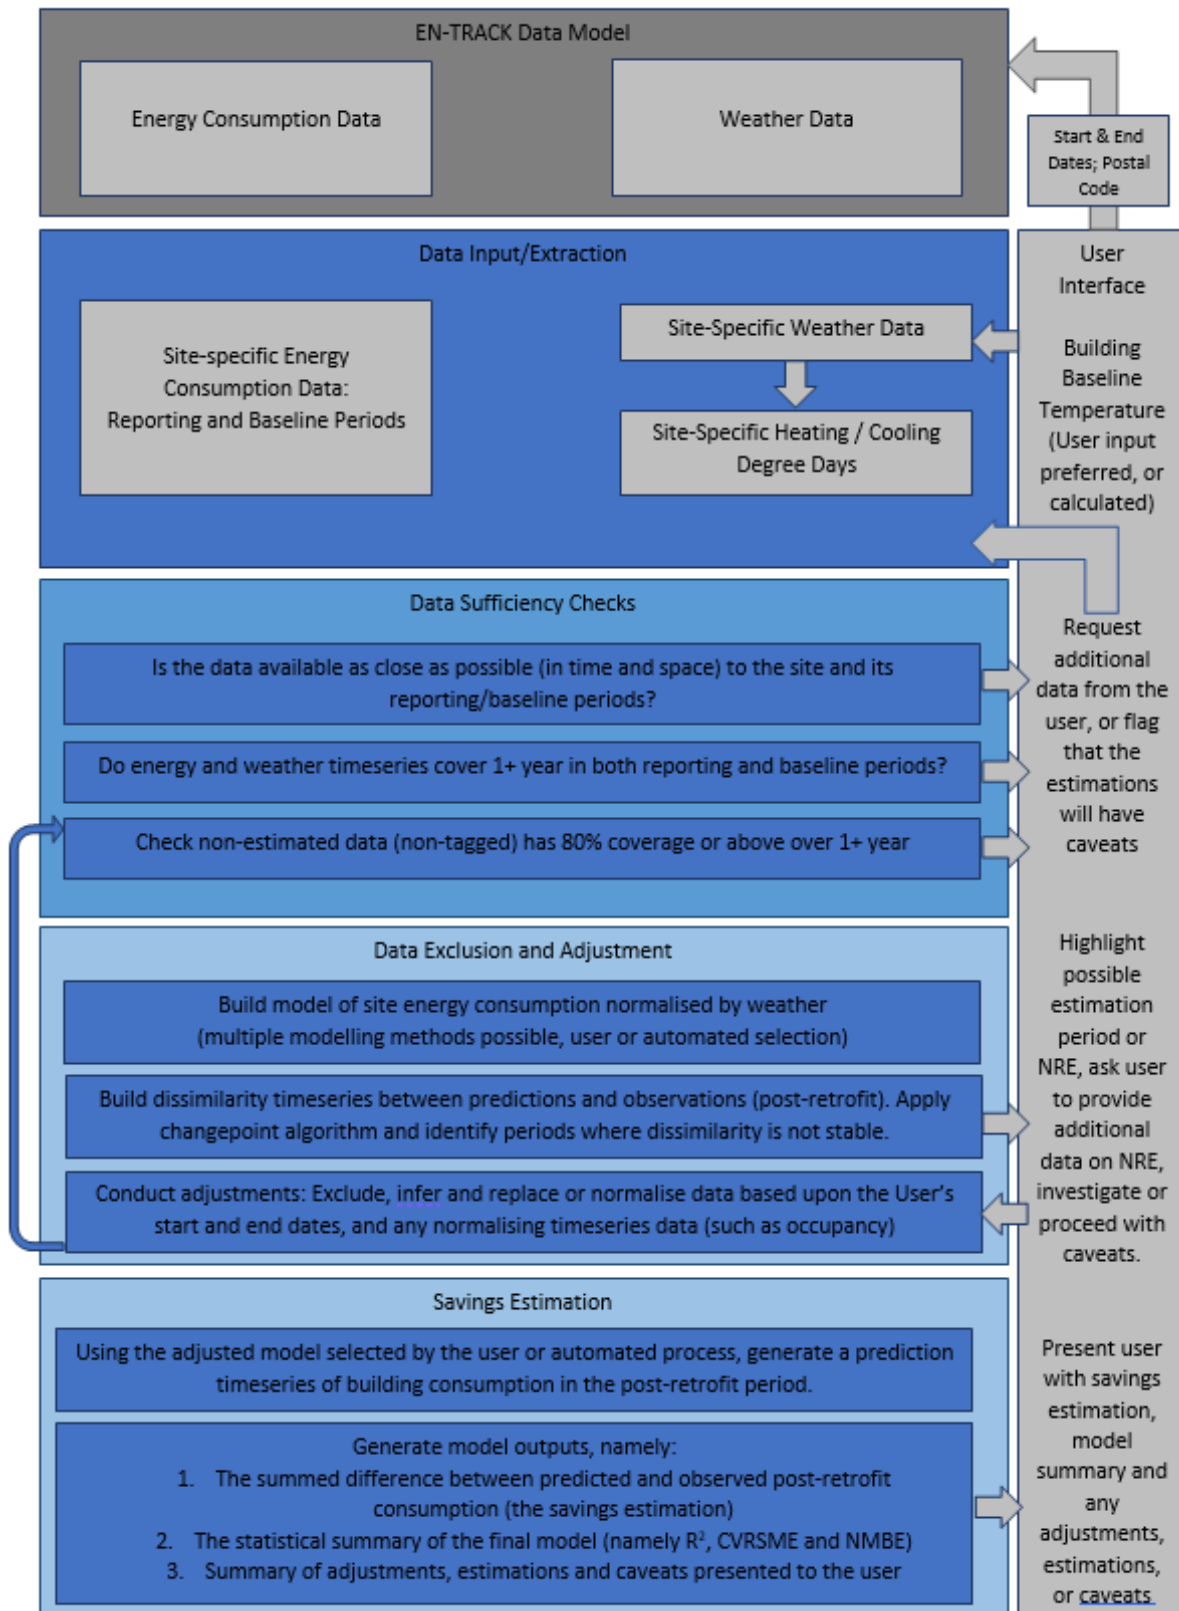 EN-TRACK Data Model
Energy Consumption Data
Weather Data
Start & End
Dates; Postal
Code
Data Input/Extraction
Site-specific Energy
Consumption Data:
Reporting and Baseline Periods
Site-Specific Weather Data
Site-Specific Heating / Cooling
Degree Days
User
Interface
Building
Baseline
Temperature
(User input
preferred, or
calculated)
Data Sufficiency Checks
Is the data available as close as possible (in time and space) to the site and its
reporting/baseline periods?
Do energy and weather timeseries cover 1+ year in both reporting and baseline periods?
Check non-estimated data (non-tagged) has 80% coverage or above over 1+ year
Request
additional
data from the
user, or flag
that the
estimations
will have
caveats
Data Exclusion and Adjustment
Build model of site energy consumption normalised by weather
(multiple modelling methods possible, user or automated selection)
Build dissimilarity timeseries between predictions and observations (post-retrofit). Apply
changepoint algorithm and identify periods where dissimilarity is not stable.
Conduct adjustments: Exclude, infer and replace or normalise data based upon the User's
start and end dates, and any normalising timeseries data (such as occupancy)
Highlight
possible
estimation
period or
NRE, ask user
to provide
additional
data on NRE,
investigate or
proceed with
caveats.
Savings Estimation
Using the adjusted model selected by the user or automated process, generate a prediction
timeseries of building consumption in the post-retrofit period.
Generate model outputs, namely:
1. The summed difference between predicted and observed post-retrofit
consumption (the savings estimation)
2. The statistical summary of the final model (namely R², CVRSME and NMBE)
3. Summary of adjustments, estimations and caveats presented to the user
Present user
with savings
estimation,
model
summary and
any
adjustments,
estimations,
or caveats